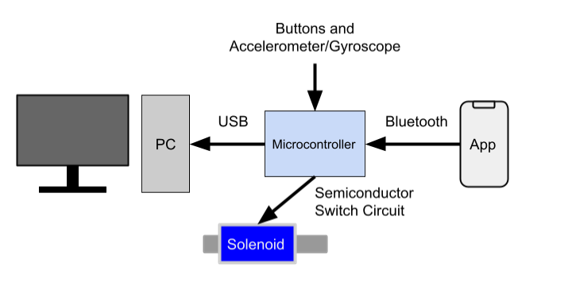 Buttons and
Accelerometer/Gyroscope
USB
Bluetooth
PC
Microcontroller
App
Semiconductor
Switch Circuit
Solenoid